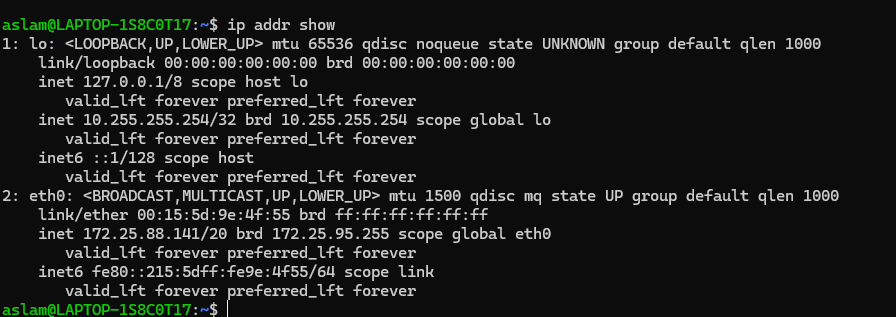 aslam@LAPTOP-1S8C0T17:~$ ip addr show
1: lo: <LOOPBACK,UP,LOWER_UP> mtu 65536 qdisc noqueue state UNKNOWN group default qlen 1000
    link/loopback 00:00:00:00:00:00 brd 00:00:00:00:00:00
    inet 127.0.0.1/8 scope host lo
       valid_lft forever preferred_lft forever
    inet 10.255.255.254/32 brd 10.255.255.254 scope global lo
       valid_lft forever preferred_lft forever
    inet6 ::1/128 scope host
       valid_lft forever preferred_lft forever
2: eth0: <BROADCAST,MULTICAST,UP,LOWER_UP> mtu 1500 qdisc mq state UP group default qlen 1000
    link/ether 00:15:5d:9e:4f:55 brd ff:ff:ff:ff:ff:ff
    inet 172.25.88.141/20 brd 172.25.95.255 scope global eth0
       valid_lft forever preferred_lft forever
    inet6 fe80::215:5dff:fe9e:4f55/64 scope link
       valid_lft forever preferred_lft forever
aslam@LAPTOP-1S8C0T17:~$